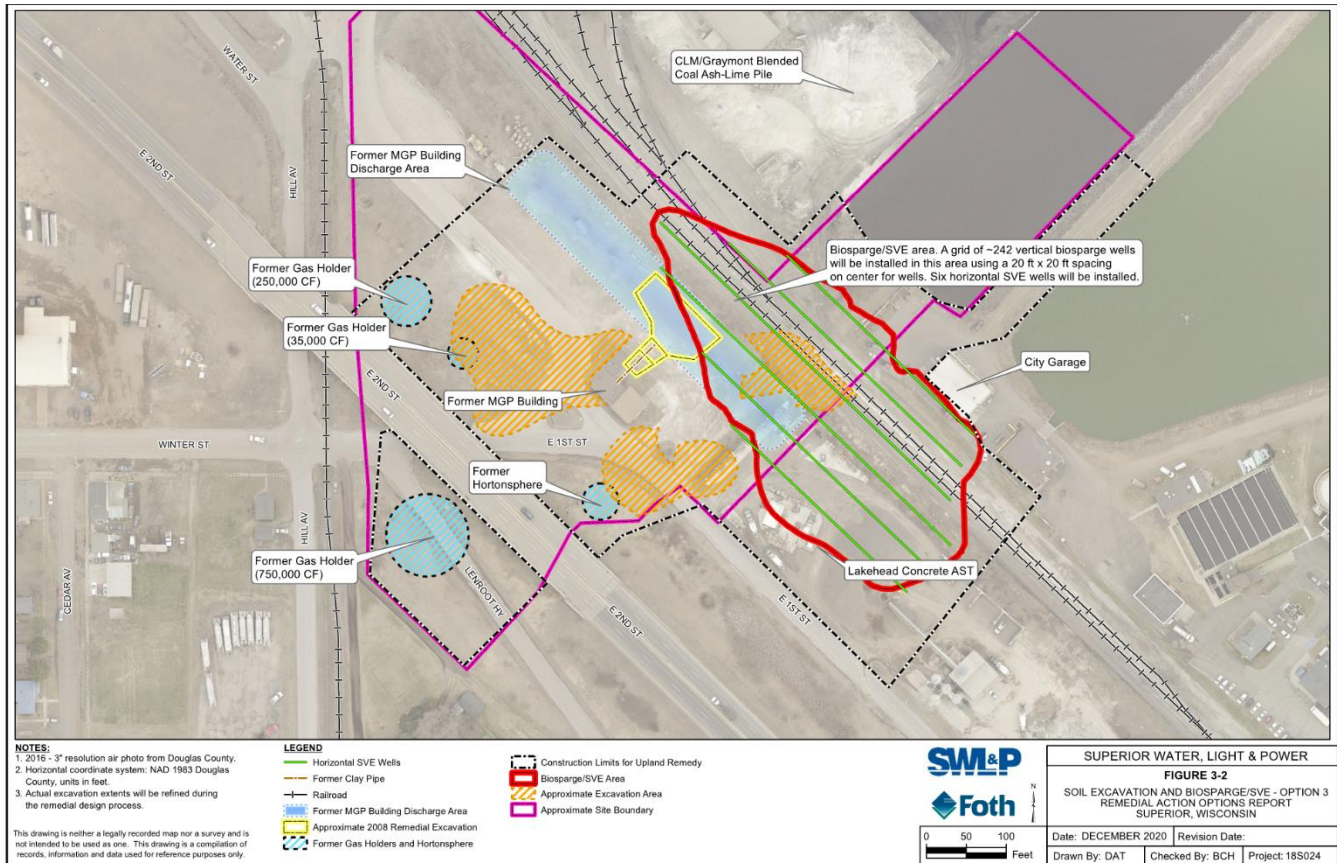 CLM/Graymont Blended
Coal Ash-Lime Pile
WATER ST
E 2ND ST
HILL AV
Former MGP Building
Discharge Area
Biosparge/SVE area. A grid of ~242 vertical biosparge wells
will be installed in this area using a 20 ft x 20 ft spacing
on center for wells. Six horizontal SVE wells will be installed.
Former Gas Holder
(250,000 CF)
Former Gas Holder
(35,000 CF)
E 2ND ST
City Garage
Former MGP Building
WINTER ST
E 1ST ST
Former
Hortonsphere
HILL AV
CEDAR AV
Former Gas Holder
(750,000 CF)
LENROOT HY
Lakehead Concrete AST
E 2ND ST
E 1ST ST
NOTES:
1. 2016 - 3" resolution air photo from Douglas County.
2. Horizontal coordinate system: NAD 1983 Douglas
County, units in feet.
3. Actual excavation extents will be refined during
the remedial design process.
This drawing is neither a legally recorded map nor a survey and is
not intended to be used as one. This drawing is a compilation of
records, information and data used for reference purposes only.
LEGEND
Horizontal SVE Wells
Former Clay Pipe
Railroad
Former MGP Building Discharge Area
Approximate 2008 Remedial Excavation
Former Gas Holders and Hortonsphere
Construction Limits for Upland Remedy
Biosparge/SVE Area
Approximate Excavation Area
Approximate Site Boundary
SWL&P
Foth
N
0 50 100
Feet
SUPERIOR WATER, LIGHT & POWER
FIGURE 3-2
SOIL EXCAVATION AND BIOSPARGE/SVE - OPTION 3
REMEDIAL ACTION OPTIONS REPORT
SUPERIOR, WISCONSIN
Date: DECEMBER 2020 Revision Date:
Drawn By: DAT Checked By: BCH Project: 18S024